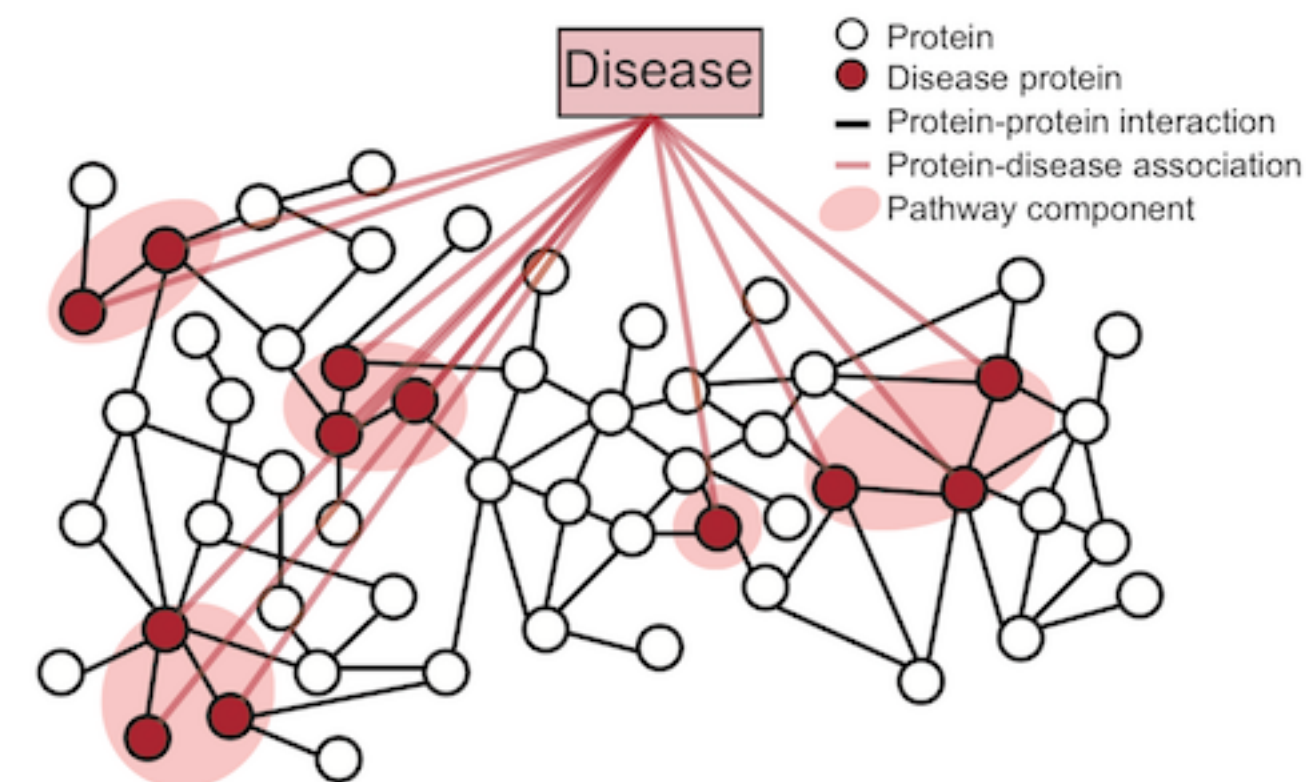 Disease
Protein
Disease protein
Protein-protein interaction
Protein-disease association
Pathway component